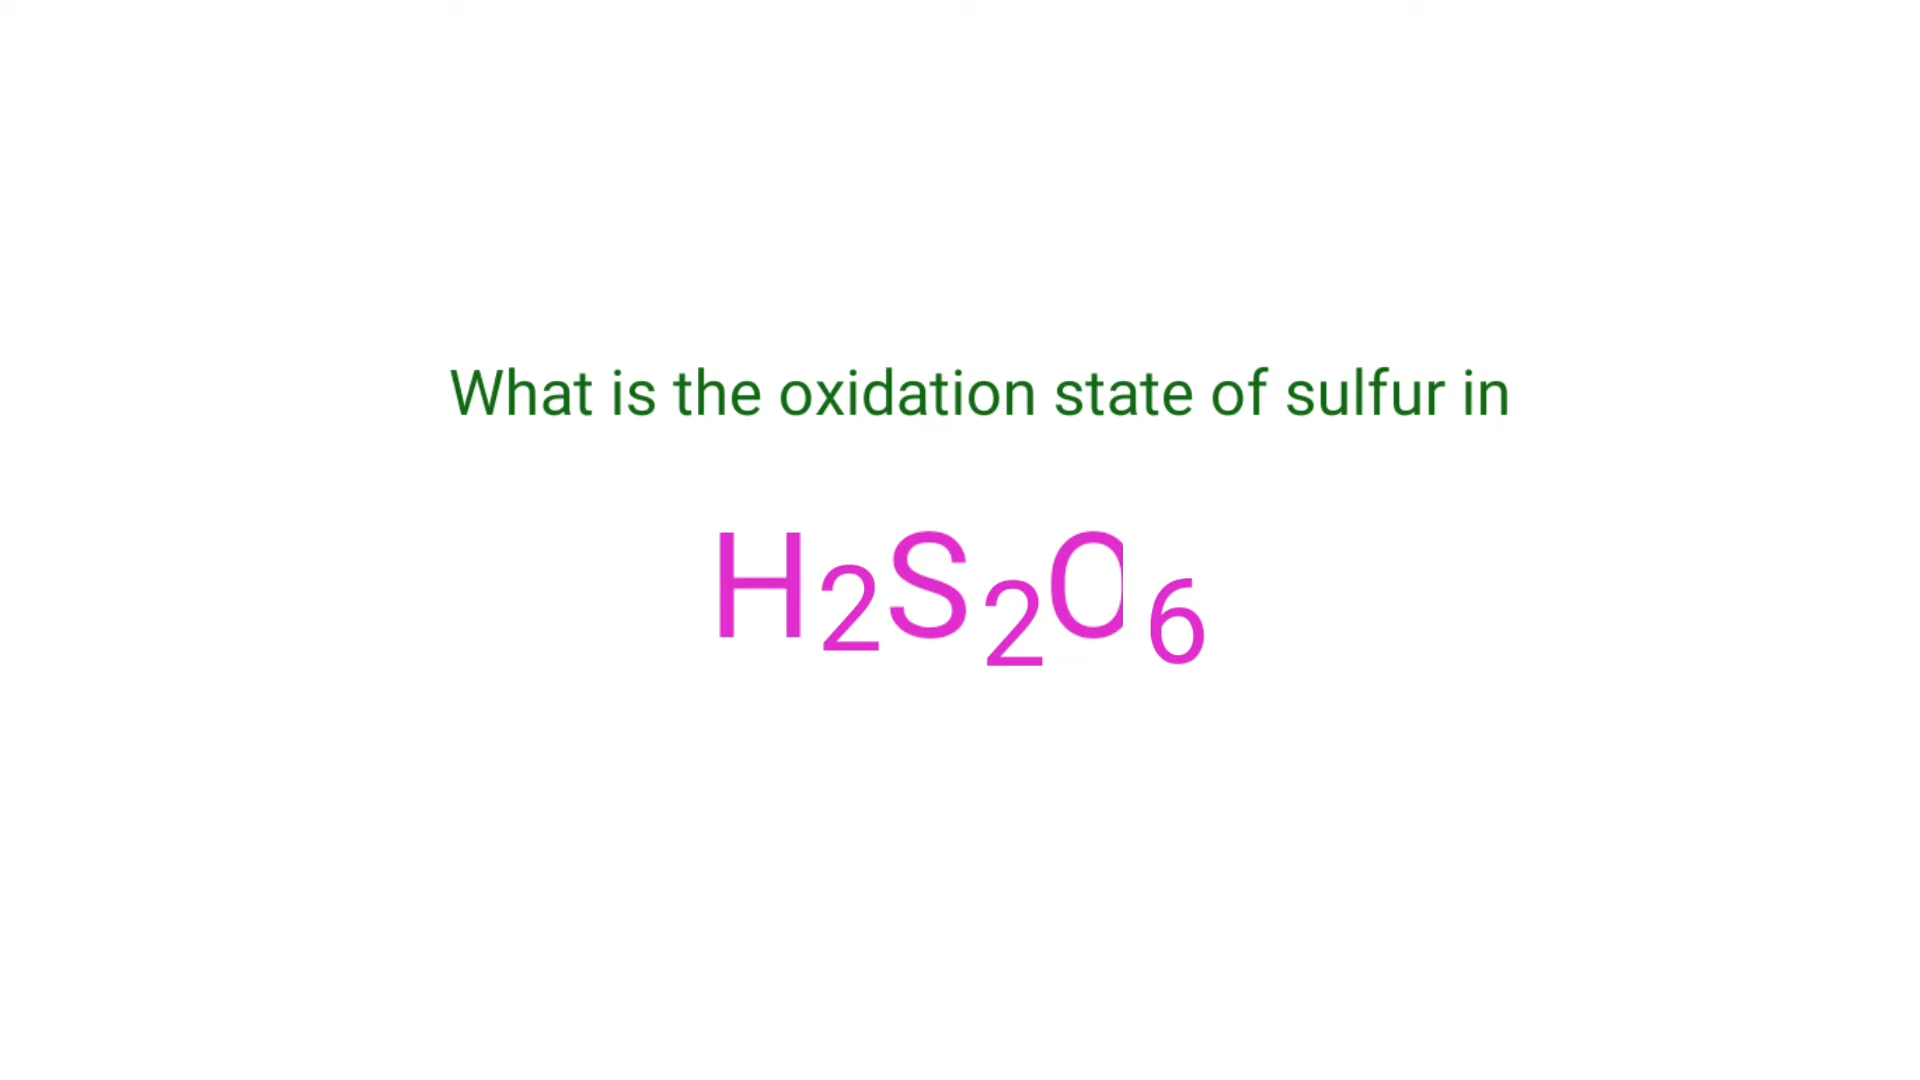 What is the oxidation state of sulfur in
H₂S₂O₆